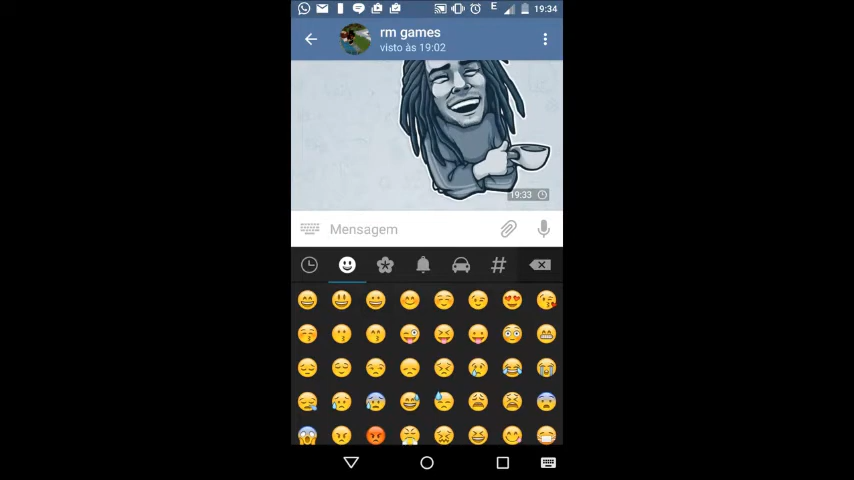 E 19:34
rm games
visto às 19:02
19:33
Mensagem
#